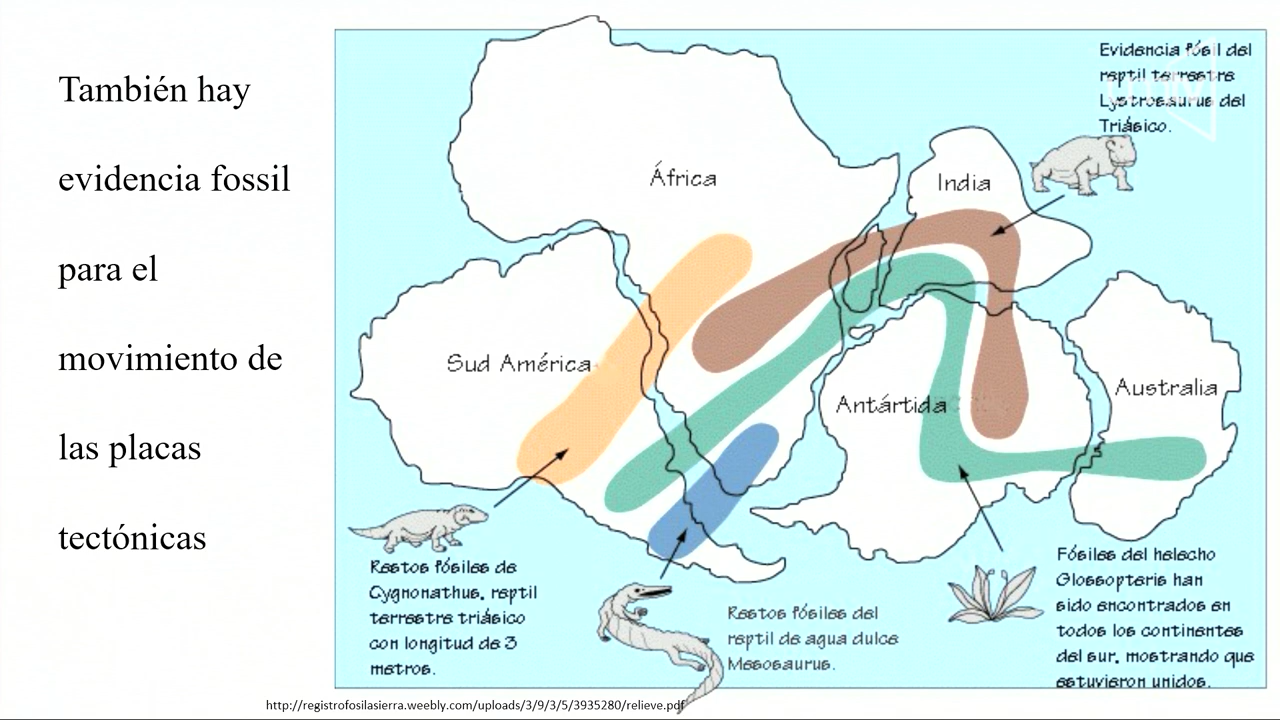 También hay
evidencia fossil
para el
movimiento de
las placas
tectónicas
África
India
Sud América
Antártida
Australia
Evidencia fósil del
reptil terrestre
Lystrosaurus del
Triásico.
Restos fósiles de
Cygnonathus, reptil
terrestre triásico
con longitud de 3
metros.
Restos fósiles del
reptil de agua dulce
Mesosaurus.
Fósiles del helecho
Glossopteris han
sido encontrados en
todos los continentes
del sur, mostrando que
estuvieron unidos.
http://registrofosilasierra.weebly.com/uploads/3/9/3/5/3935280/relieve.pdf